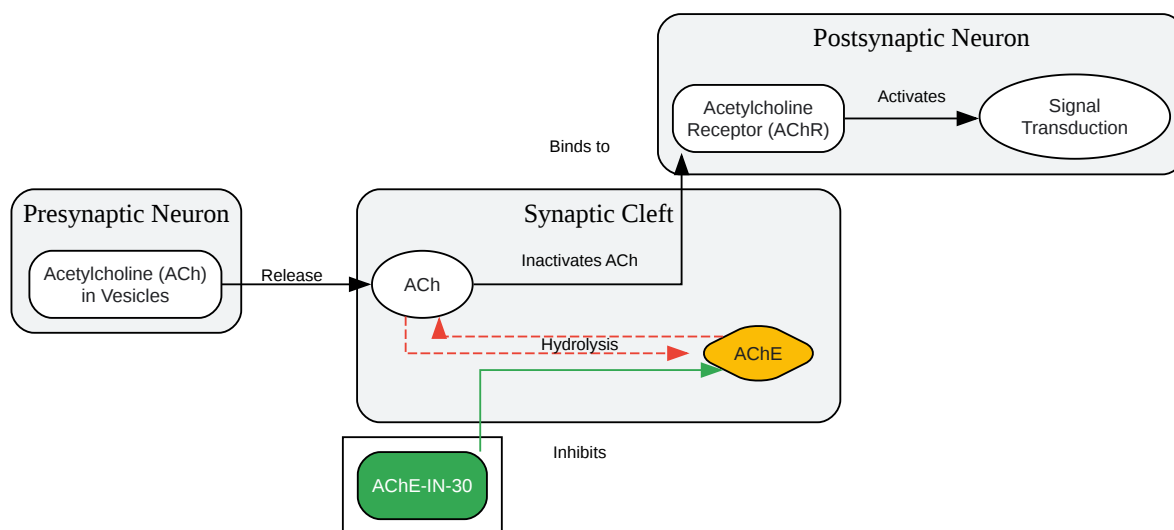 Postsynaptic Neuron
Acetylcholine
Receptor (AChR)
Activates
Signal
Transduction
Binds to
Presynaptic Neuron
Acetylcholine (ACh)
in Vesicles
Release
Synaptic Cleft
ACh
Inactivates ACh
Hydrolysis
AChE
Inhibits
AChE-IN-30